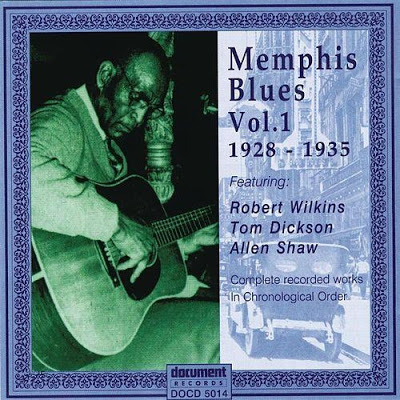 Memphis
Blues
Vol.1
1928 - 1935
Featuring:
Robert Wilkins
Tom Dickson
Allen Shaw
Complete recorded works
In Chronological Order
document
RECORDS
DOCD 5014